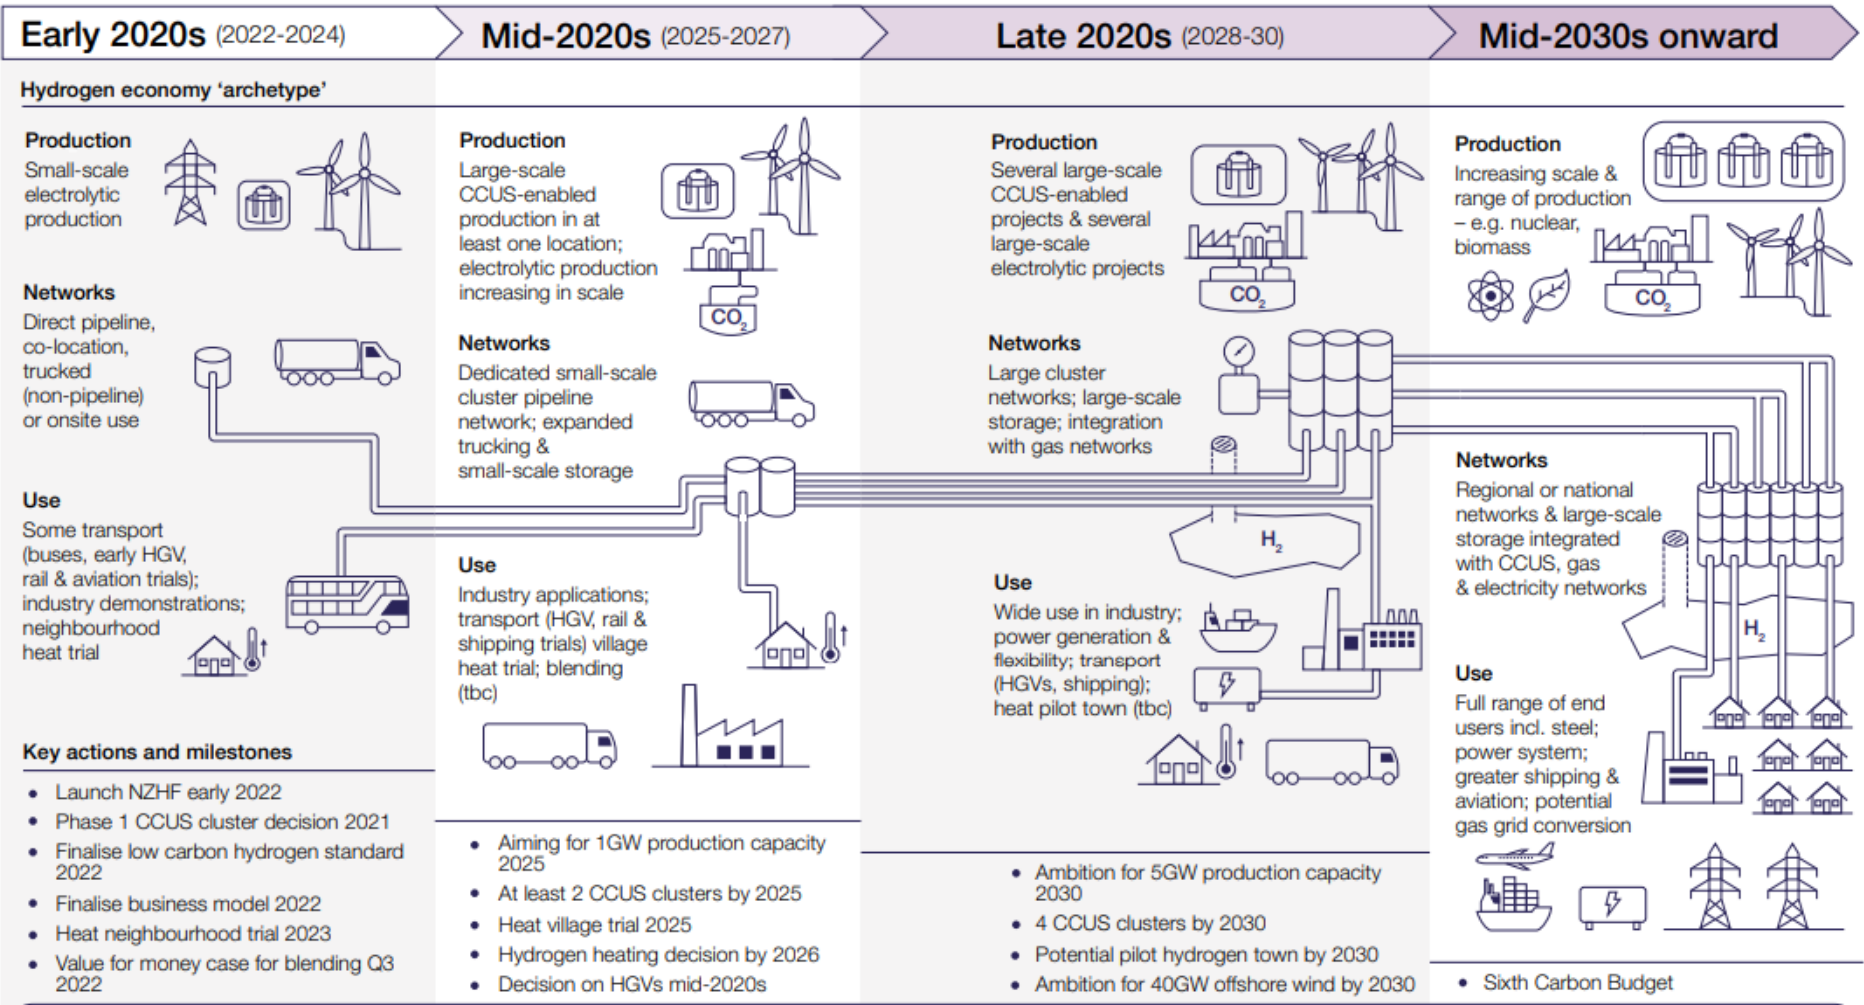 Early 2020s (2022-2024)
Mid-2020s (2025-2027)
Late 2020s (2028-30)
Mid-2030s onward
Hydrogen economy ‘archetype’
Production
Small-scale
electrolytic
production
Networks
Direct pipeline,
co-location,
trucked
(non-pipeline)
or onsite use
Use
Some transport
(buses, early HGV,
rail & aviation trials);
industry demonstrations;
neighbourhood
heat trial
Key actions and milestones
• Launch NZHF early 2022
• Phase 1 CCUS cluster decision 2021
• Finalise low carbon hydrogen standard
2022
• Finalise business model 2022
• Heat neighbourhood trial 2023
• Value for money case for blending Q3
2022
Production
Large-scale
CCUS-enabled
production in at
least one location;
electrolytic production
increasing in scale
CO₂
Networks
Dedicated small-scale
cluster pipeline
network; expanded
trucking &
small-scale storage
Use
Industry applications;
transport (HGV, rail &
shipping trials) village
heat trial; blending
(tbc)
• Aiming for 1GW production capacity
2025
• At least 2 CCUS clusters by 2025
• Heat village trial 2025
• Hydrogen heating decision by 2026
• Decision on HGVs mid-2020s
Production
Several large-scale
CCUS-enabled
projects & several
large-scale
electrolytic projects
CO₂
Networks
Large cluster
networks; large-scale
storage; integration
with gas networks
H₂
Use
Wide use in industry;
power generation &
flexibility; transport
(HGVs, shipping);
heat pilot town (tbc)
• Ambition for 5GW production capacity
2030
• 4 CCUS clusters by 2030
• Potential pilot hydrogen town by 2030
• Ambition for 40GW offshore wind by 2030
Production
Increasing scale &
range of production
– e.g. nuclear,
biomass
CO₂
Networks
Regional or national
networks & large-scale
storage integrated
with CCUS, gas
& electricity networks
H₂
Use
Full range of end
users incl. steel;
power system;
greater shipping &
aviation; potential
gas grid conversion
• Sixth Carbon Budget